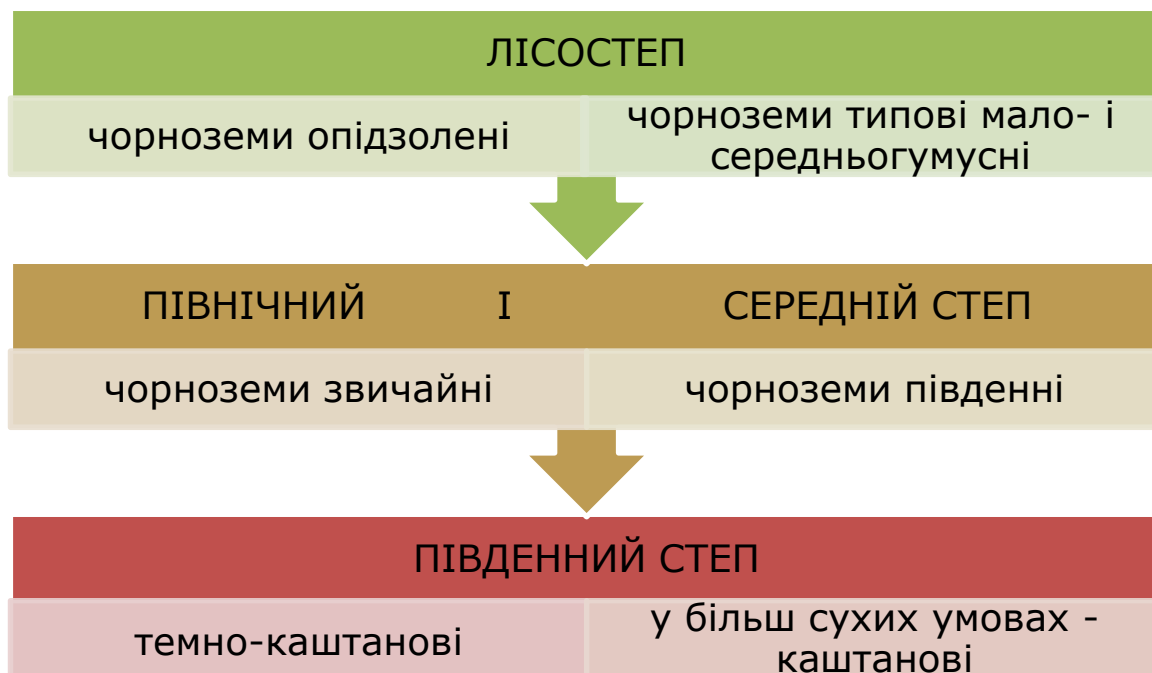 ЛІСОСТЕП
чорноземи опідзолені
чорноземи типові мало- і
середньогумусні
ПІВНІЧНИЙ І СЕРЕДНІЙ СТЕП
чорноземи звичайні
чорноземи південні
ПІВДЕННИЙ СТЕП
темно-каштанові
у більш сухих умовах -
каштанові